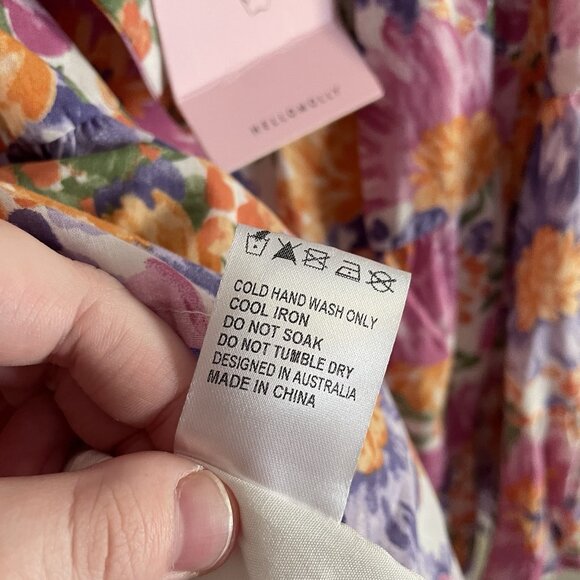 HELLOMOLLY
COLD HAND WASH ONLY
COOL IRON
DO NOT SOAK
DO NOT TUMBLE DRY
DESIGNED IN AUSTRALIA
MADE IN CHINA